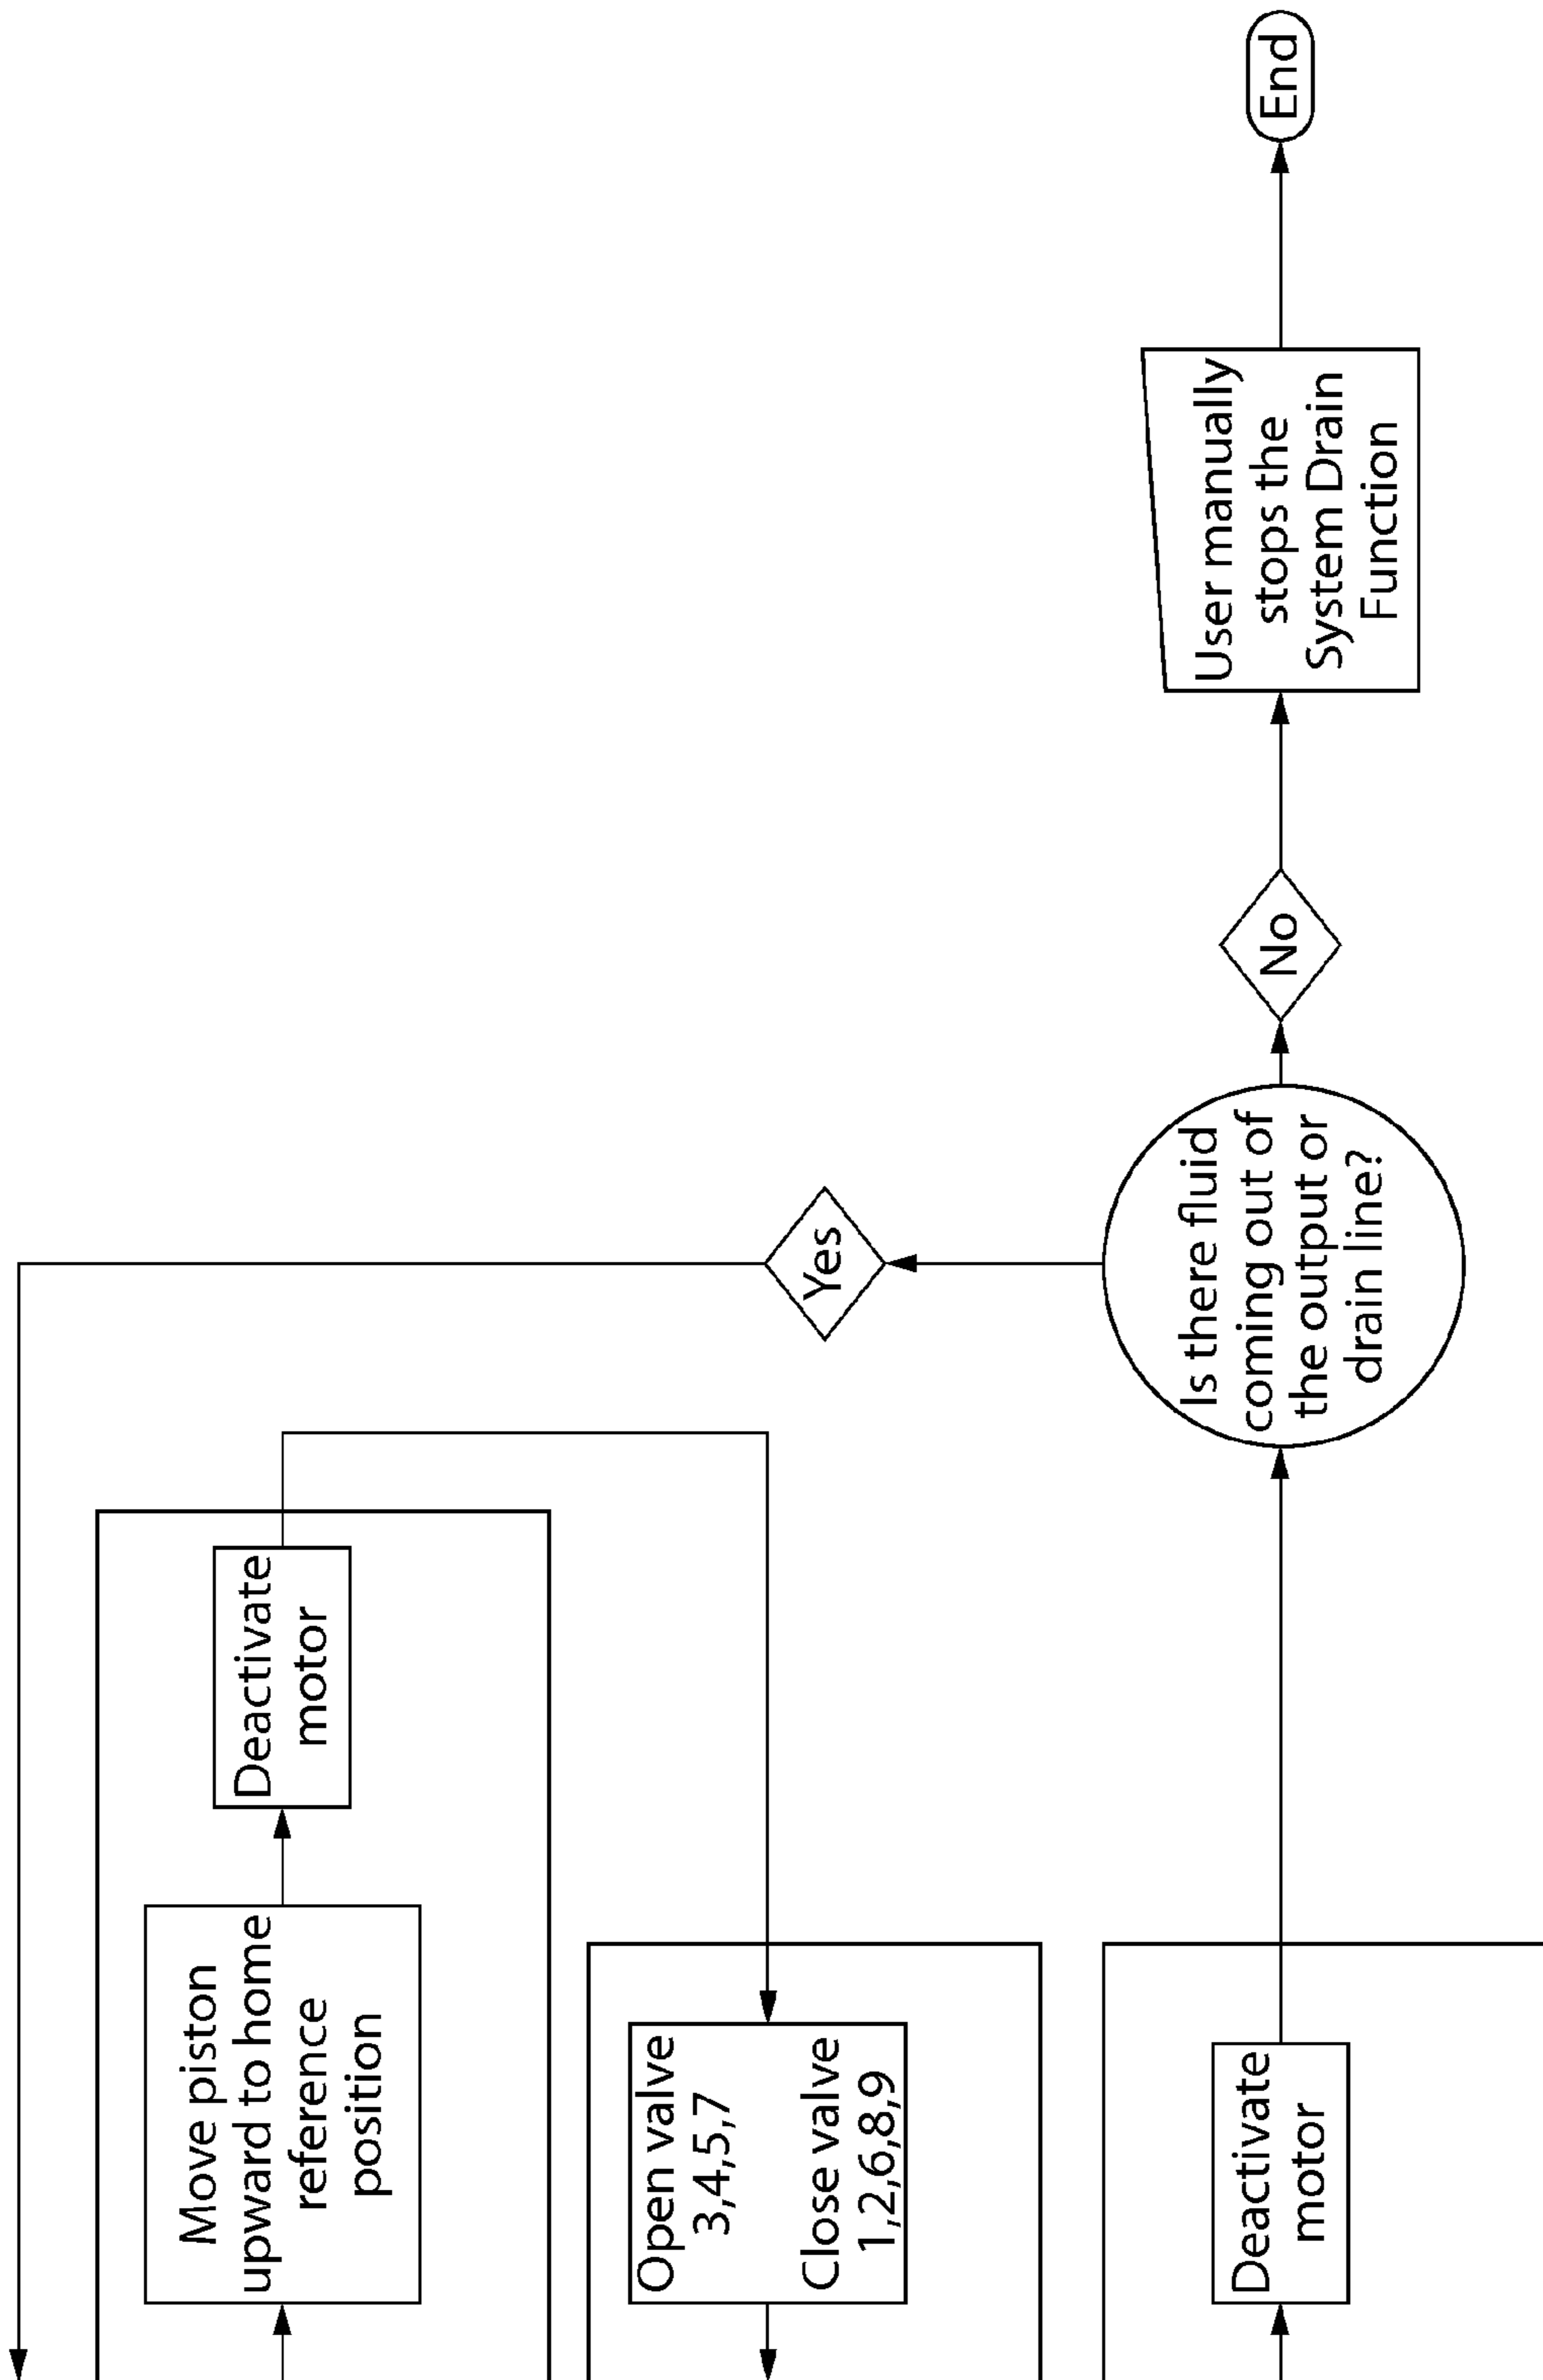 Move piston
upward to home
reference
position
Deactivate
motor
Open valve
3,4,5,7
Close valve
1,2,6,8,9
Yes
Deactivate
motor
Is there fluid
coming out of
the output or
drain line?
No
User manually
stops the
System Drain
Function
End